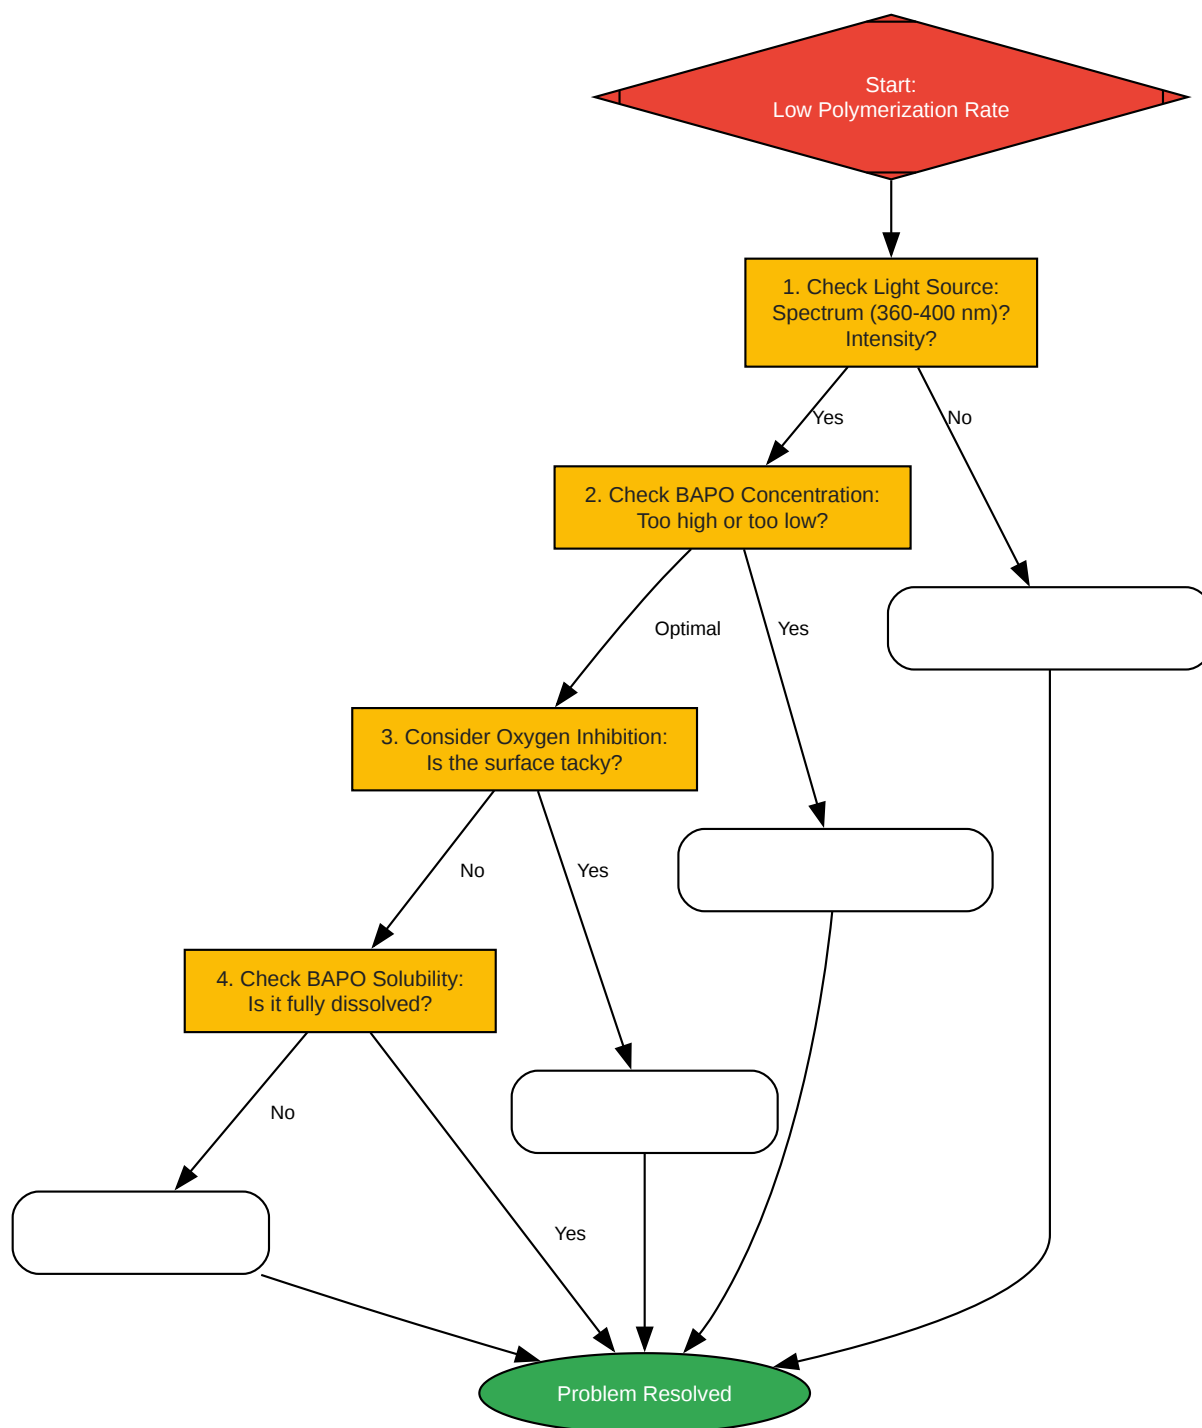 Start:
Low Polymerization Rate
1. Check Light Source:
Spectrum (360-400 nm)?
Intensity?
Yes
No
2. Check BAPO Concentration:
Too high or too low?
Optimal
Yes
3. Consider Oxygen Inhibition:
Is the surface tacky?
No
Yes
4. Check BAPO Solubility:
Is it fully dissolved?
No
Yes
Problem Resolved